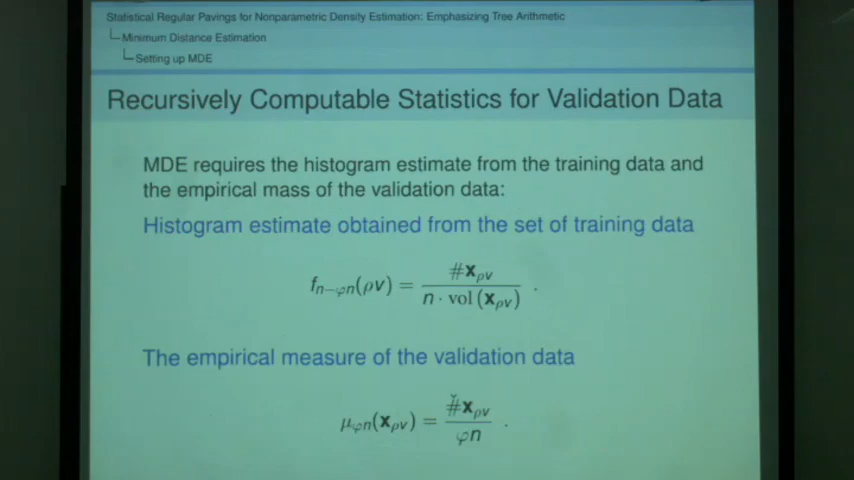 Statistical Regular Pavings for Nonparametric Density Estimation: Emphasizing Tree Arithmetic
Minimum Distance Estimation
Setting up MDE
Recursively Computable Statistics for Validation Data
MDE requires the histogram estimate from the training data and
the empirical mass of the validation data:
Histogram estimate obtained from the set of training data
f_{n−φn}(ρv) = #x_{ρv} / (n · vol (x_{ρv})) .
The empirical measure of the validation data
μ_{φn}(x_{ρv}) = #̌x_{ρv} / φn .